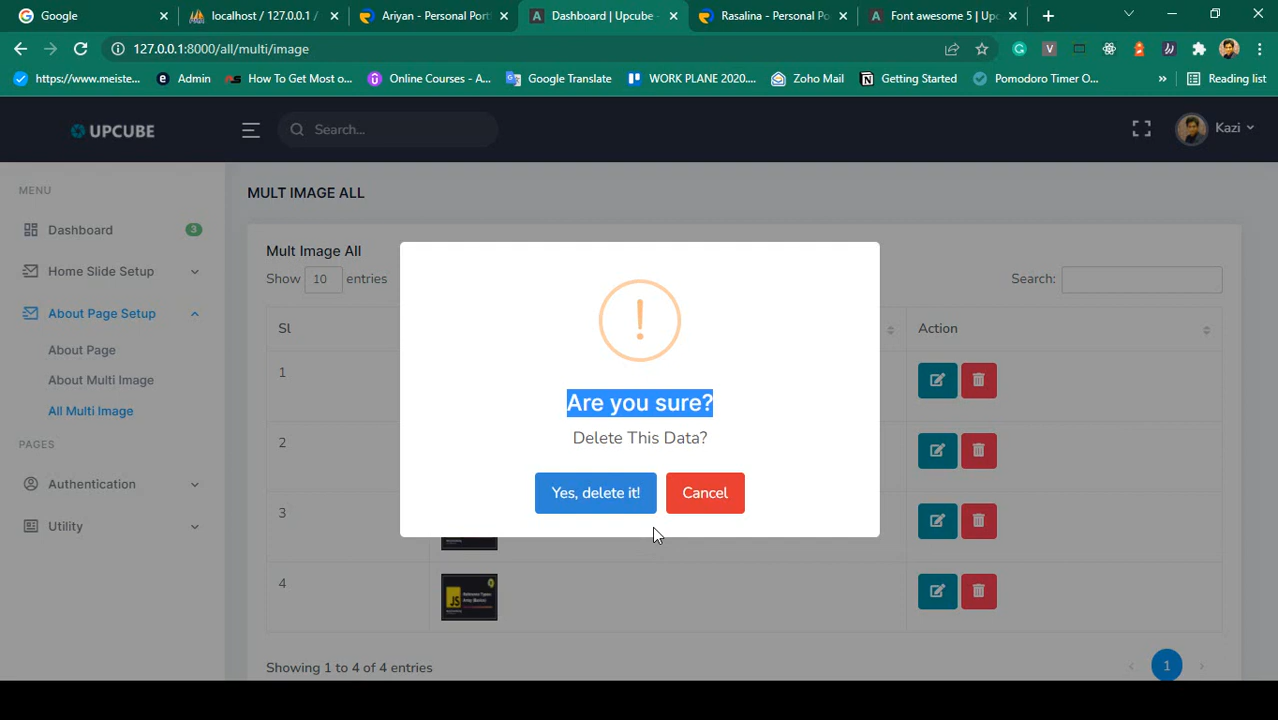 Google
localhost / 127.0.0.1 /
Ariyan - Personal Port
Dashboard | Upcube -
Rasalina - Personal Po
Font awesome 5 | Upc
127.0.0.1:8000/all/multi/image
https://www.meiste...
Admin
How To Get Most o...
Online Courses - A...
Google Translate
WORK PLANE 2020....
Zoho Mail
Getting Started
Pomodoro Timer O...
»
Reading list
UPCUBE
Search...
Kazi
MENU
Dashboard
3
Home Slide Setup
About Page Setup
About Page
About Multi Image
All Multi Image
PAGES
Authentication
Utility
MULT IMAGE ALL
Mult Image All
Show 10 entries
Search:
Sl
Action
1
2
3
4
!
Are you sure?
Delete This Data?
Yes, delete it!
Cancel
JS
Showing 1 to 4 of 4 entries
1